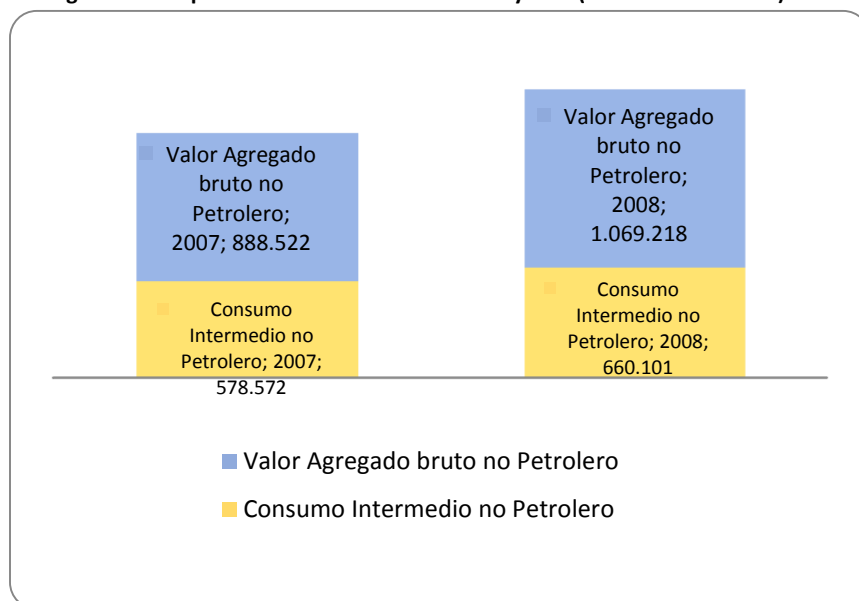 Valor Agregado
bruto no
Petrolero;
2007; 888.522
Consumo
Intermedio no
Petrolero; 2007;
578.572
Valor Agregado
bruto no
Petrolero;
2008;
1.069.218
Consumo
Intermedio no
Petrolero; 2008;
660.101
Valor Agregado bruto no Petrolero
Consumo Intermedio no Petrolero